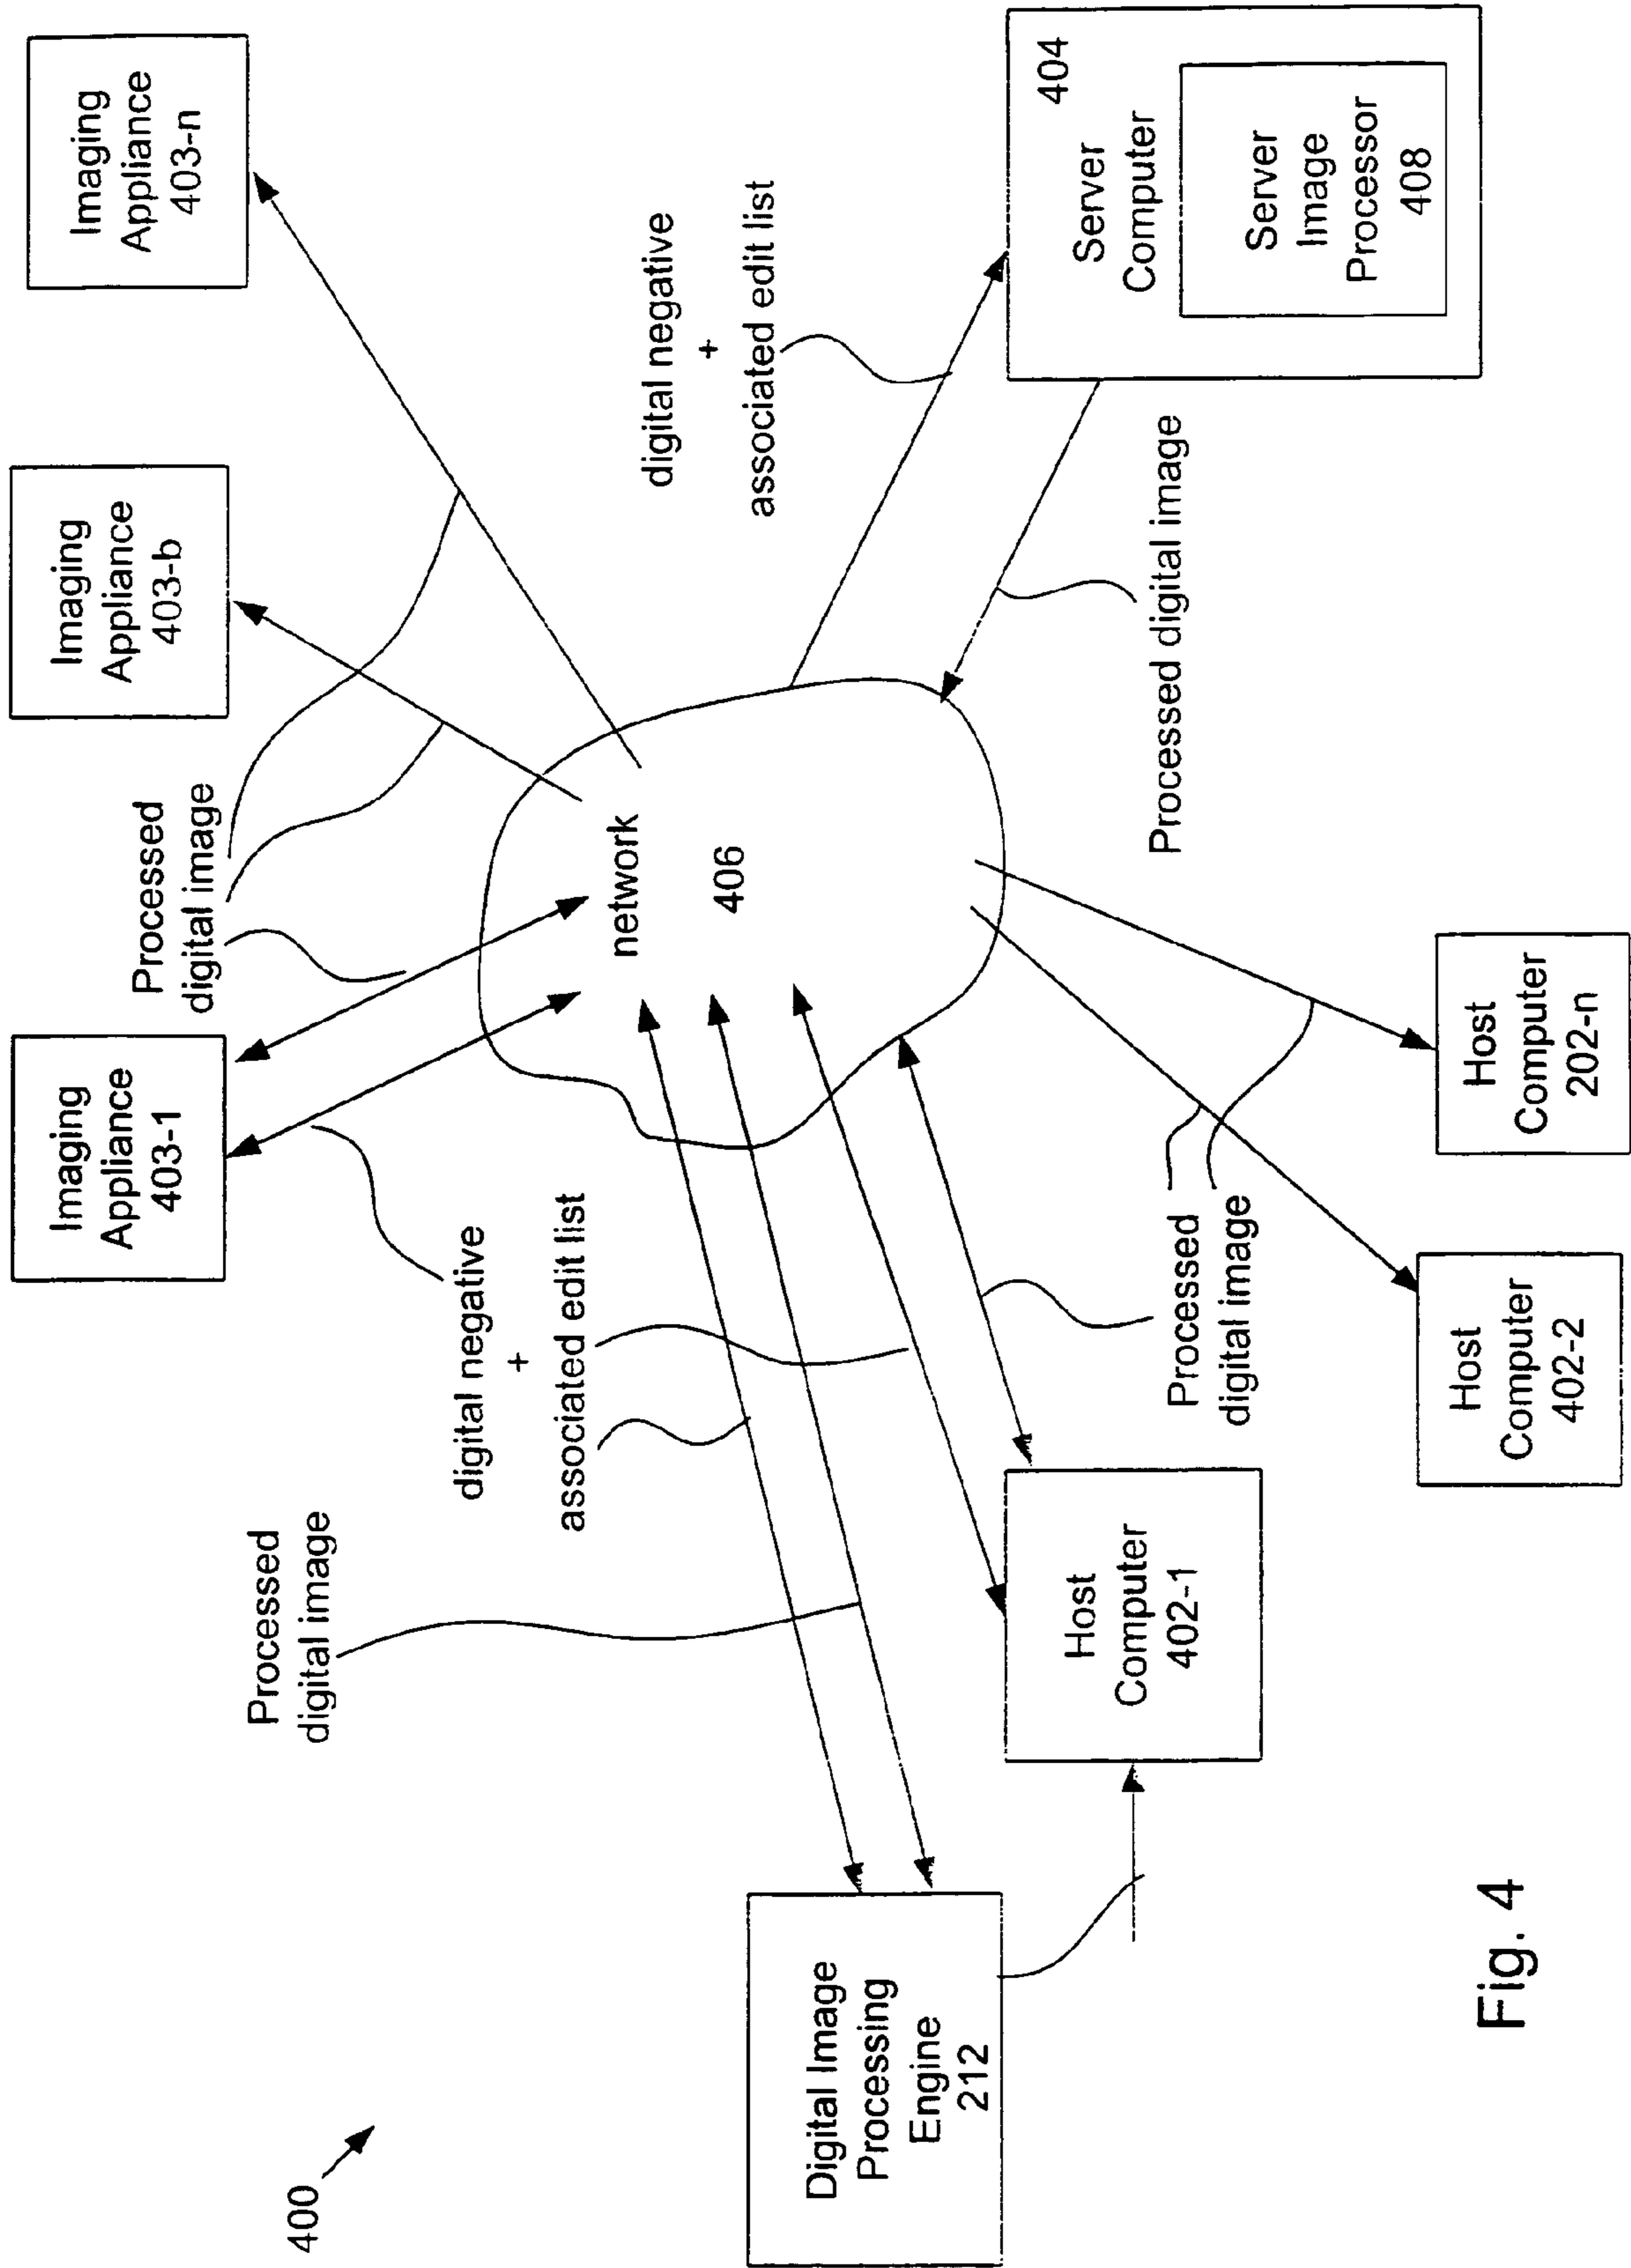 400
Digital Image
Processing
Engine
212
Processed
digital image
digital negative
+
associated edit list
Imaging
Appliance
403-1
Processed
digital image
Imaging
Appliance
403-b
Imaging
Appliance
403-n
network
406
digital negative
+
associated edit list
404
Server
Computer
Server
Image
Processor
408
Processed digital image
Host
Computer
402-1
Processed
digital image
Host
Computer
402-2
Host
Computer
202-n
Fig. 4